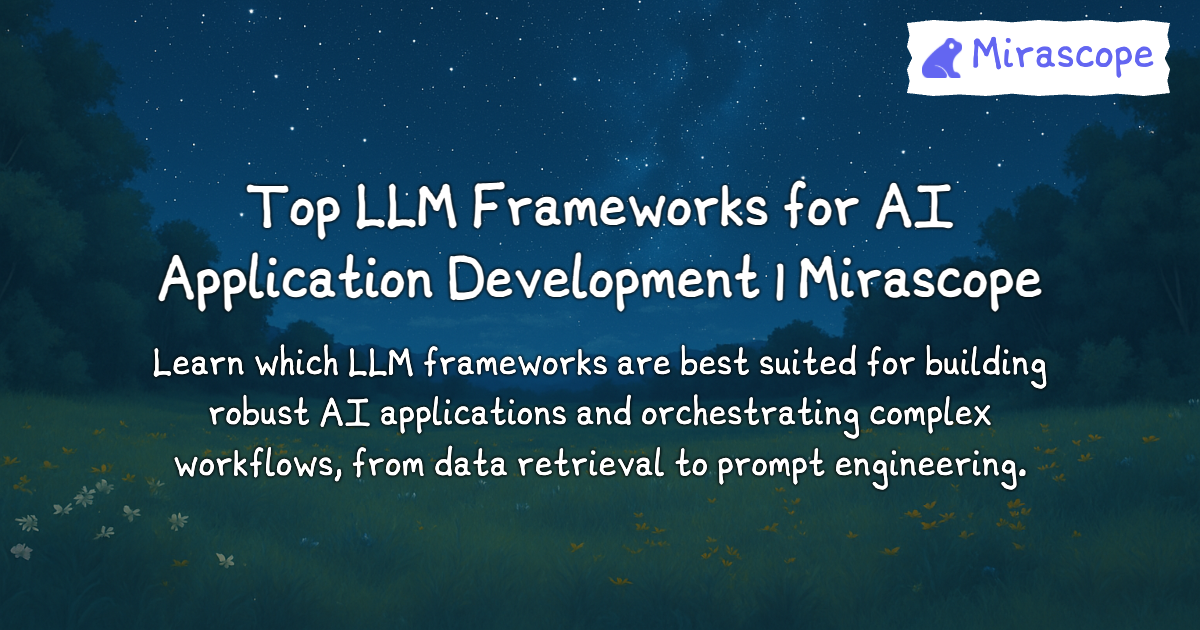 Mirascope
Top LLM Frameworks for AI
Application Development | Mirascope
Learn which LLM frameworks are best suited for building
robust AI applications and orchestrating complex
workflows, from data retrieval to prompt engineering.